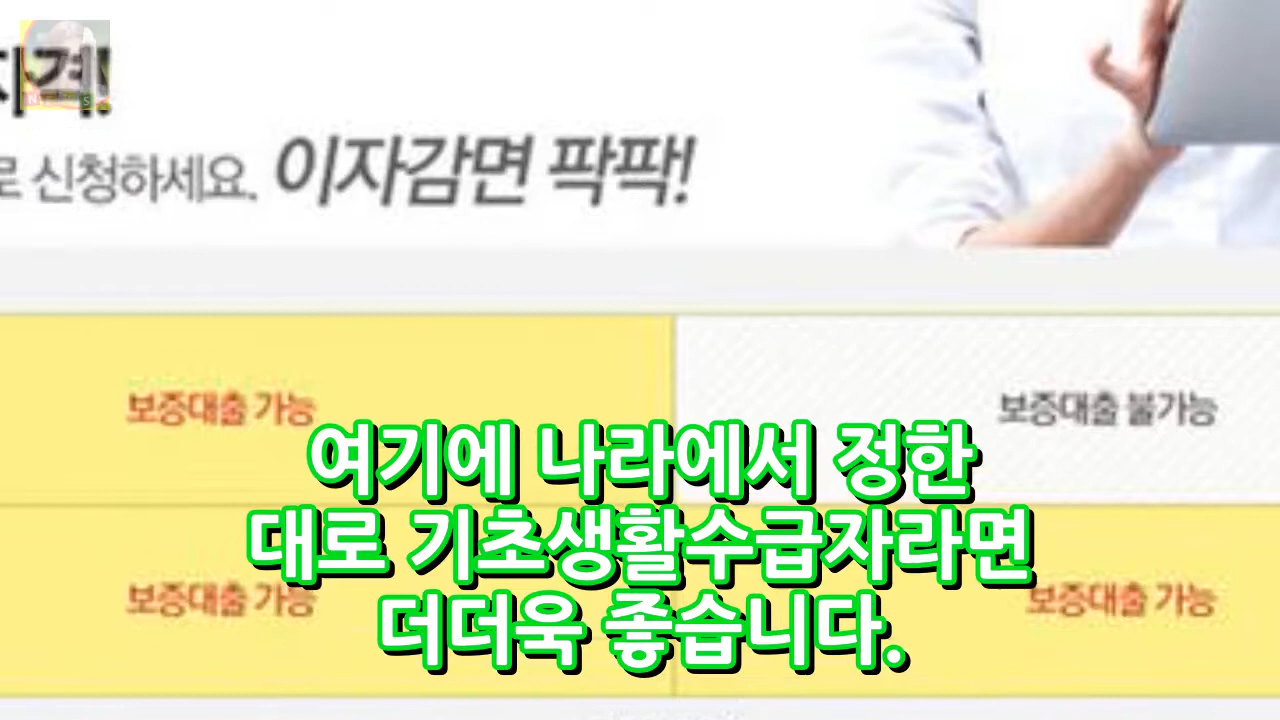 지켜!
로 신청하세요. 이자감면 팍팍!
보증대출 가능
보증대출 불가능
여기에 나라에서 정한
대로 기초생활수급자라면
보증대출 가능
보증대출 가능
더더욱 좋습니다.